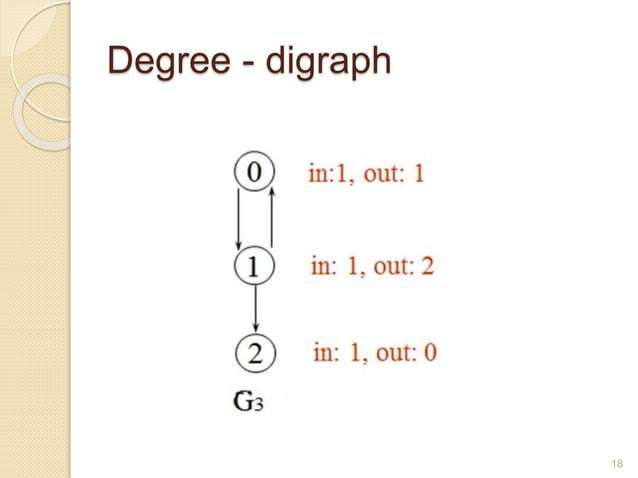 Degree - digraph
0 in:1, out: 1
1 in: 1, out: 2
2 in: 1, out: 0
G3
18